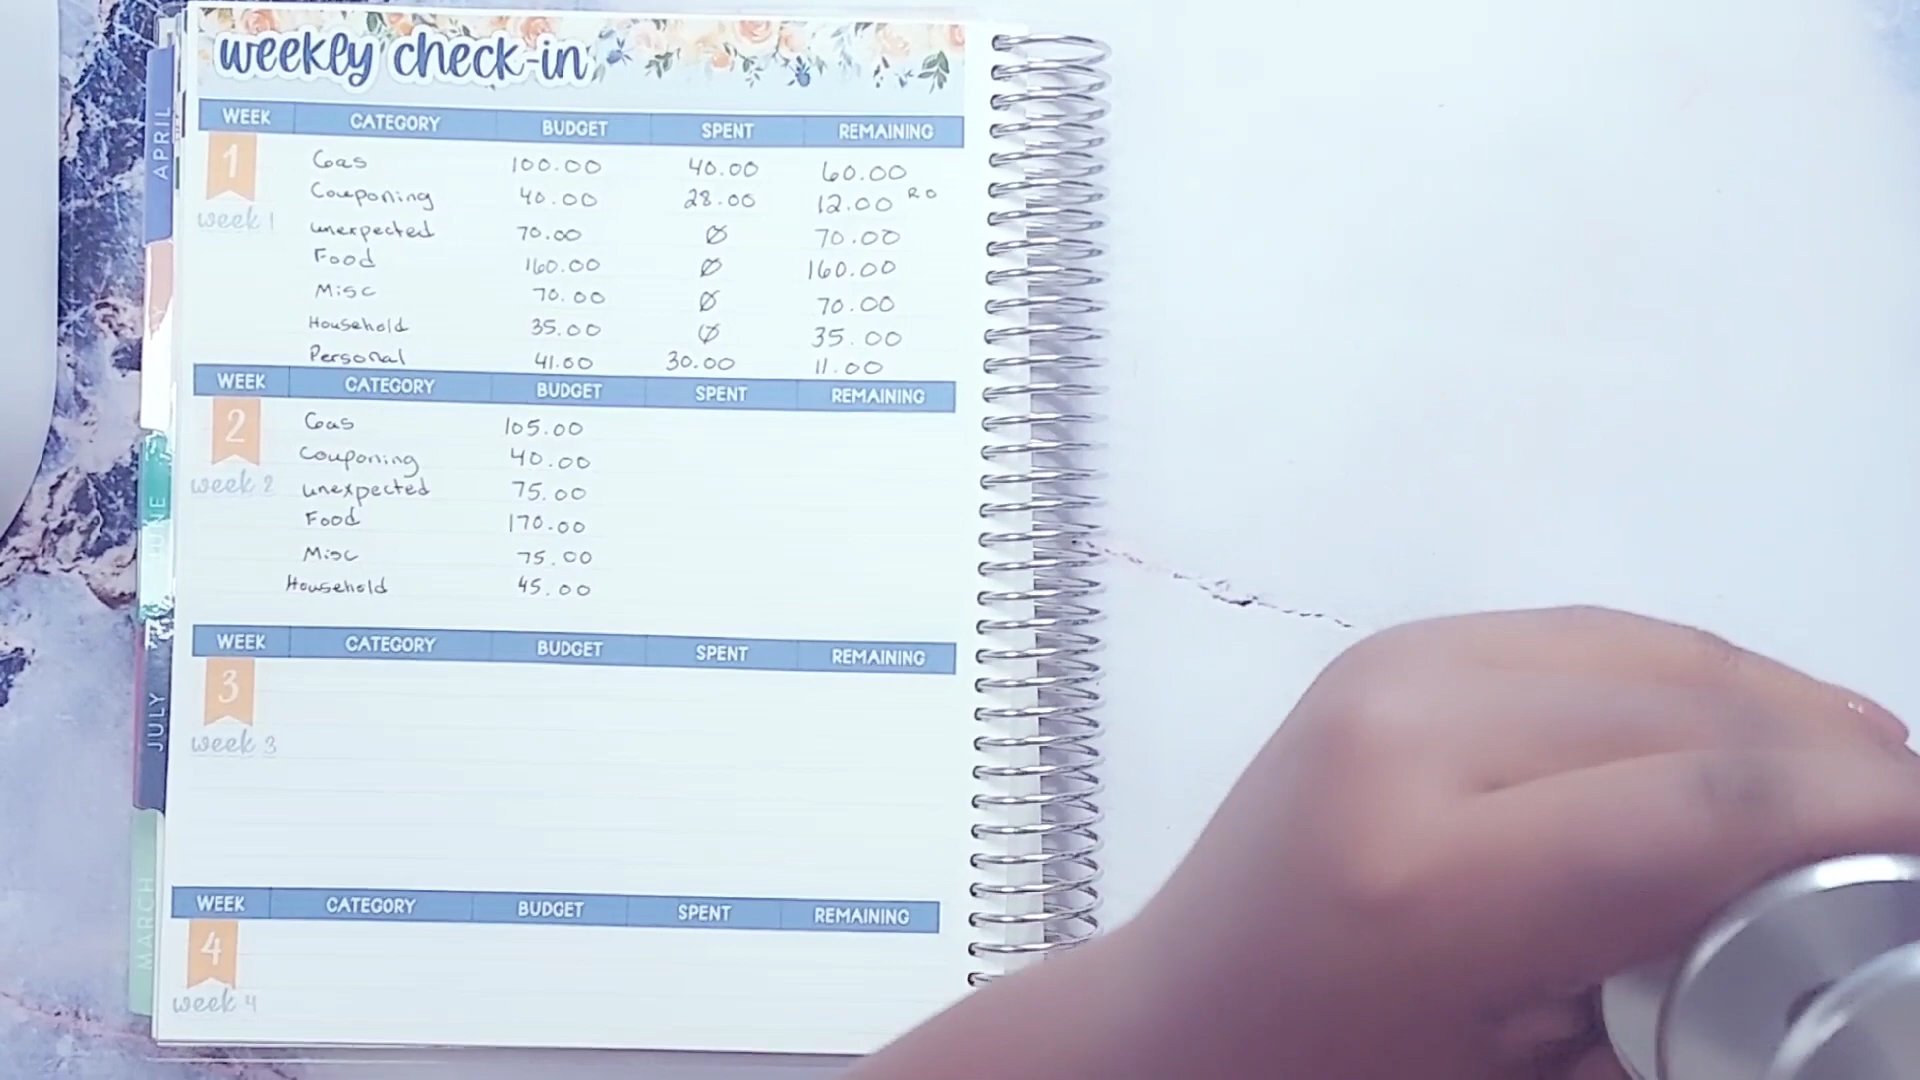 weekly check-in
WEEK CATEGORY BUDGET SPENT REMAINING
1 Gas 100.00 40.00 60.00
week 1 Couponing 40.00 28.00 12.00 RO
unexpected 70.00 Ø 70.00
Food 160.00 Ø 160.00
Misc 70.00 Ø 70.00
Household 35.00 Ø 35.00
Personal 41.00 30.00 11.00
WEEK CATEGORY BUDGET SPENT REMAINING
2 Gas 105.00
Couponing 40.00
week 2 unexpected 75.00
Food 170.00
Misc 75.00
Household 45.00
WEEK CATEGORY BUDGET SPENT REMAINING
3
week 3
WEEK CATEGORY BUDGET SPENT REMAINING
4
week 4
APRIL
JUNE
JULY
MARCH